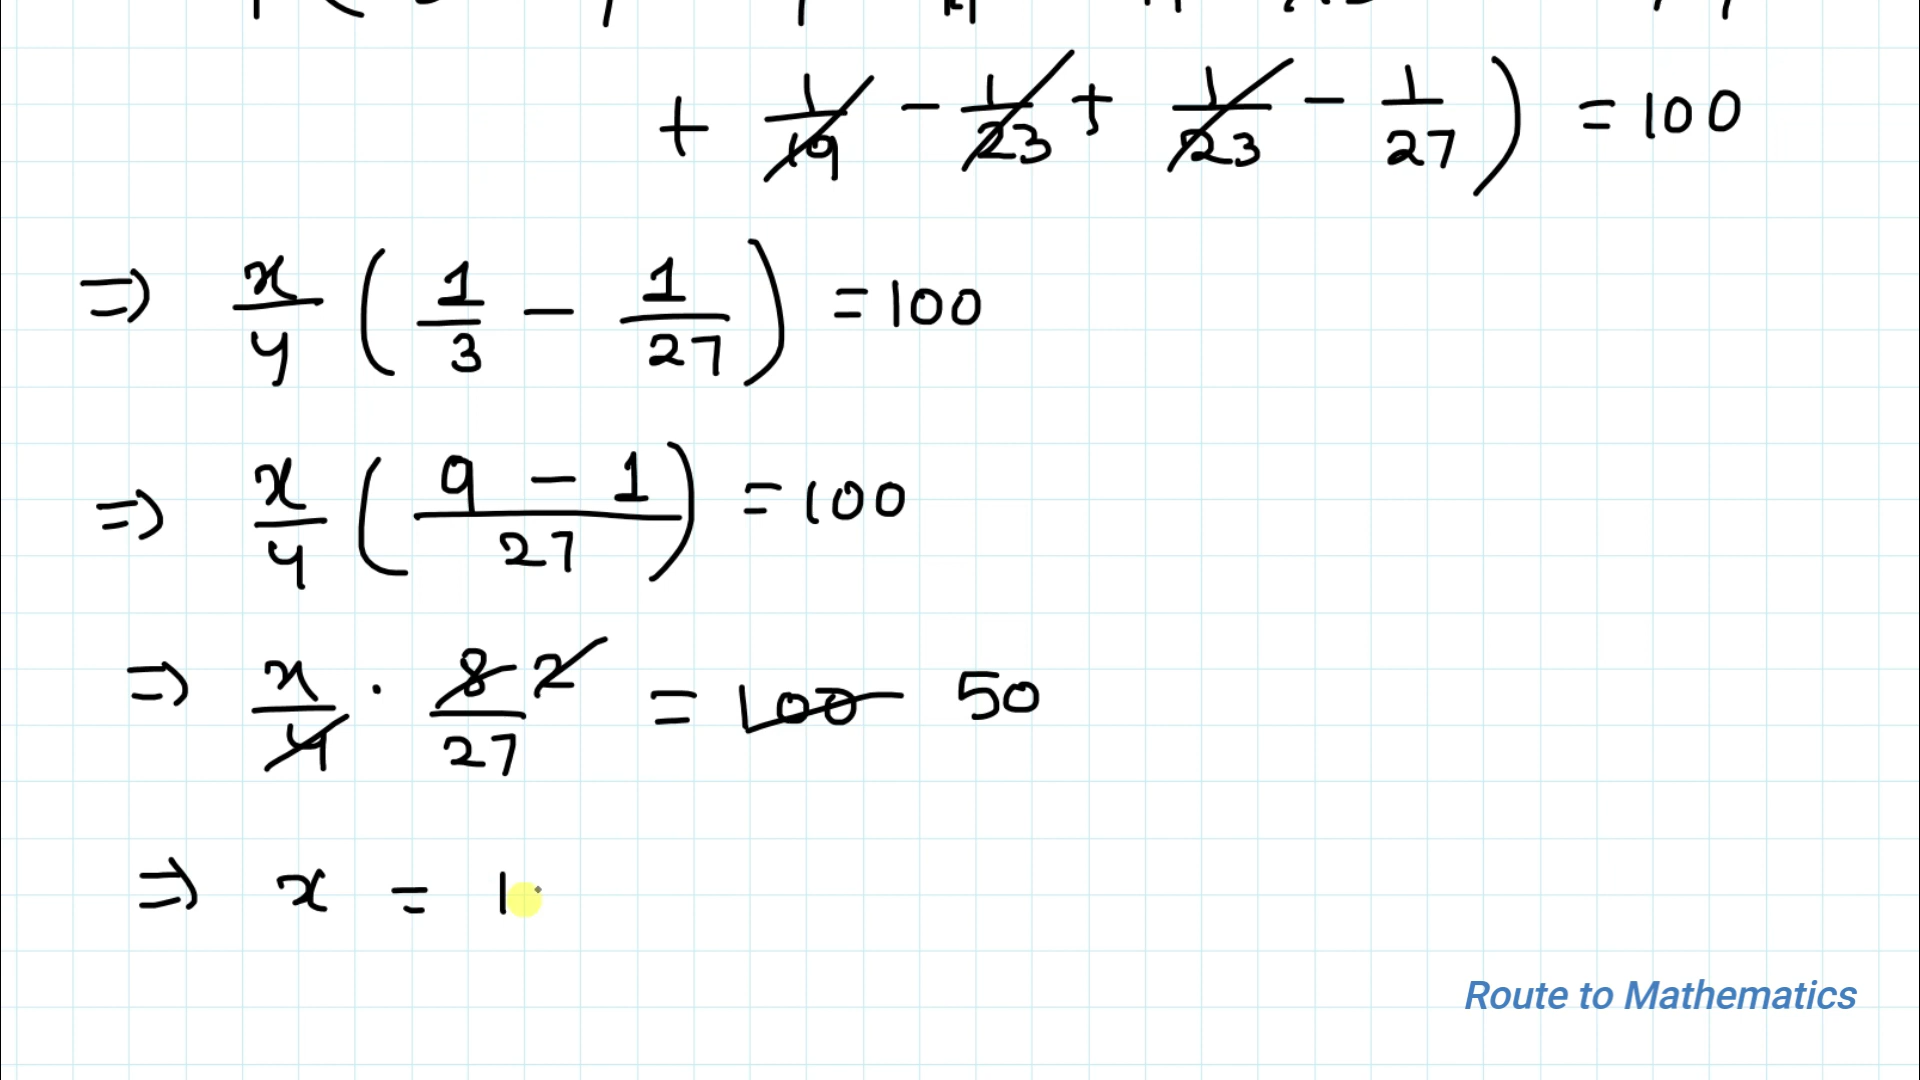 + 1/19 - 1/23 + 1/23 - 1/27 ) = 100
⇒ x/4 ( 1/3 - 1/27 ) = 100
⇒ x/4 ( 9 - 1 / 27 ) = 100
⇒ x/4 · 8/27 2 = 100 50
⇒ x = 1
Route to Mathematics